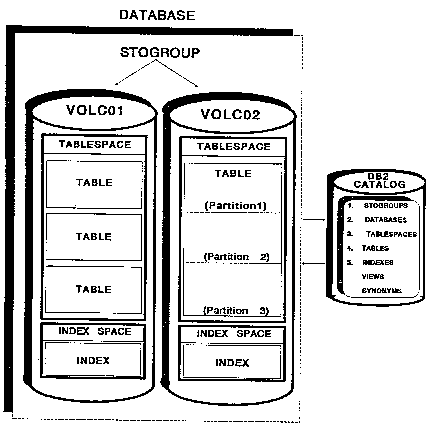 DATABASE
STOGROUP
VOLC01
TABLESPACE
TABLE
TABLE
TABLE
INDEX SPACE
INDEX
VOLC02
TABLESPACE
TABLE
(Partition1)
(Partition 2)
(Partition 3)
INDEX SPACE
INDEX
DB2
CATALOG
1. STOGROUPS
2. DATABASES
3. TABLESPACES
4. TABLES
5. INDEXES
VIEWS
SYNONYMS